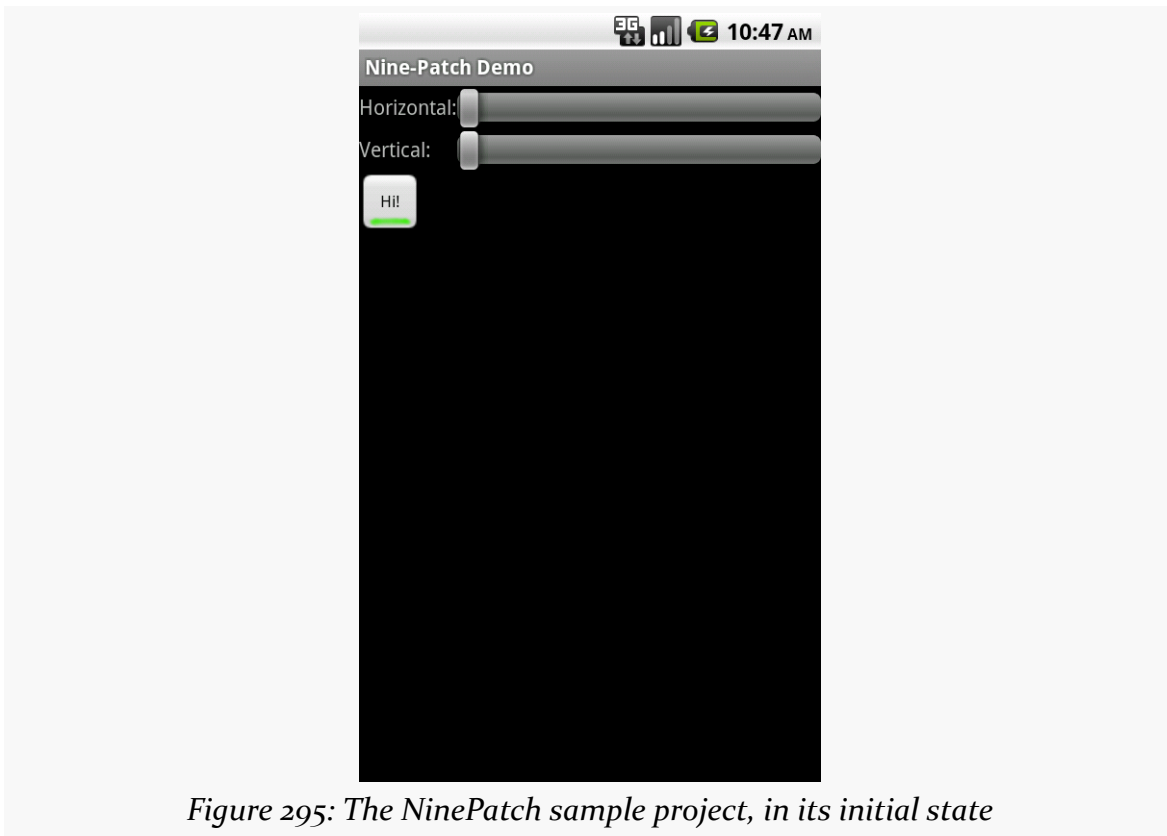 3G 10:47 AM
Nine-Patch Demo
Horizontal:
Vertical:
Hi!
Figure 295: The NinePatch sample project, in its initial state